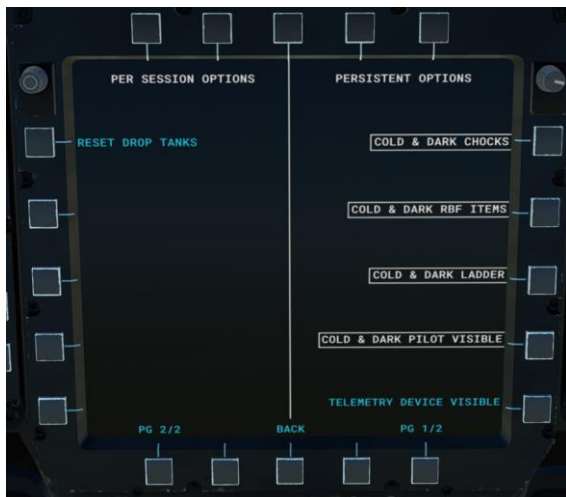 PER SESSION OPTIONS
PERSISTENT OPTIONS
RESET DROP TANKS
COLD & DARK CHOCKS
COLD & DARK RBF ITEMS
COLD & DARK LADDER
COLD & DARK PILOT VISIBLE
TELEMETRY DEVICE VISIBLE
PG 2/2
BACK
PG 1/2